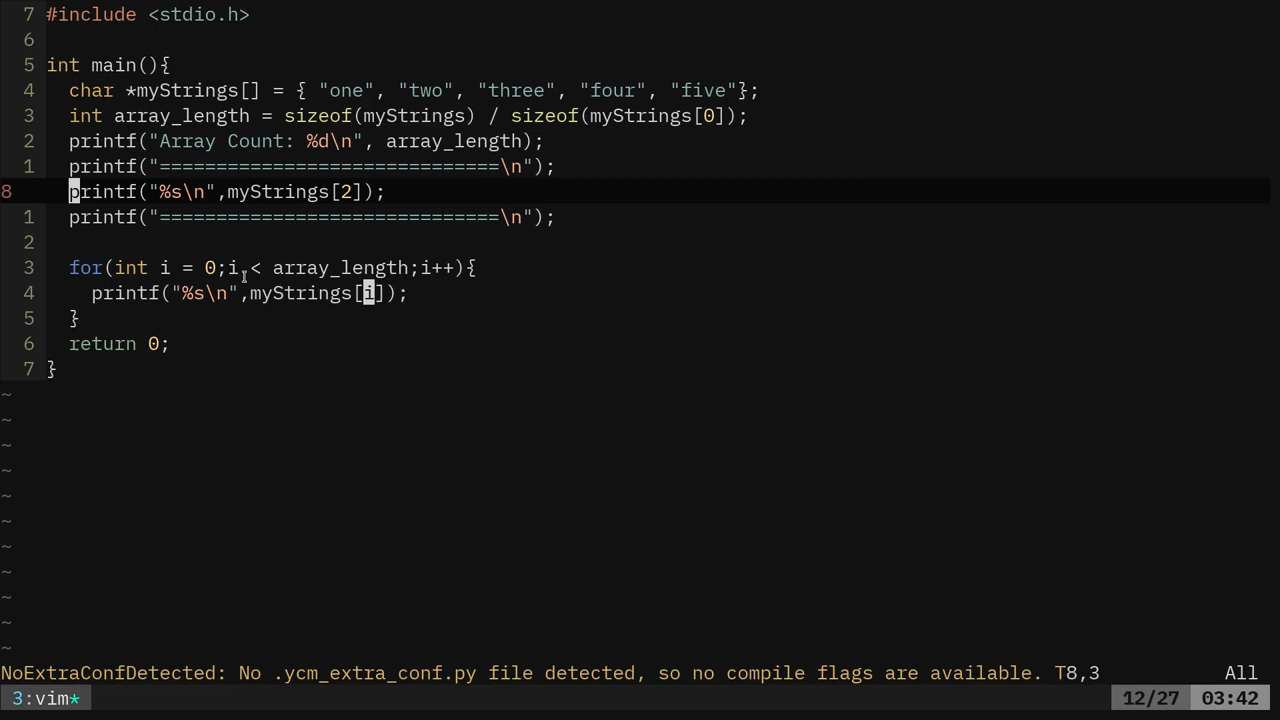 7 #include <stdio.h>
6
5 int main(){
4   char *myStrings[] = { "one", "two", "three", "four", "five"};
3   int array_length = sizeof(myStrings) / sizeof(myStrings[0]);
2   printf("Array Count: %d\n", array_length);
1   printf("==============================\n");
8   printf("%s\n",myStrings[2]);
1   printf("==============================\n");
2
3   for(int i = 0;i < array_length;i++){
4     printf("%s\n",myStrings[i]);
5   }
6   return 0;
7 }
~
~
~
~
~
~
~
~
~
~
~
NoExtraConfDetected: No .ycm_extra_conf.py file detected, so no compile flags are available. T8,3 All
3:vim* 12/27 03:42